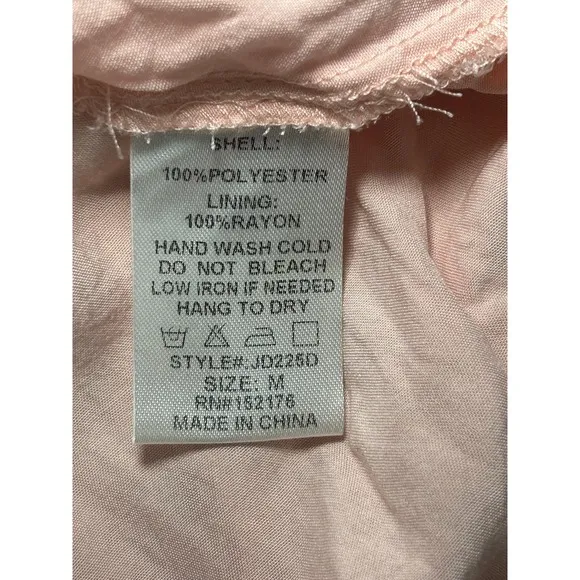 SHELL:
100%POLYESTER
LINING:
100%RAYON
HAND WASH COLD
DO NOT BLEACH
LOW IRON IF NEEDED
HANG TO DRY
STYLE#:JD225D
SIZE: M
RN#152176
MADE IN CHINA